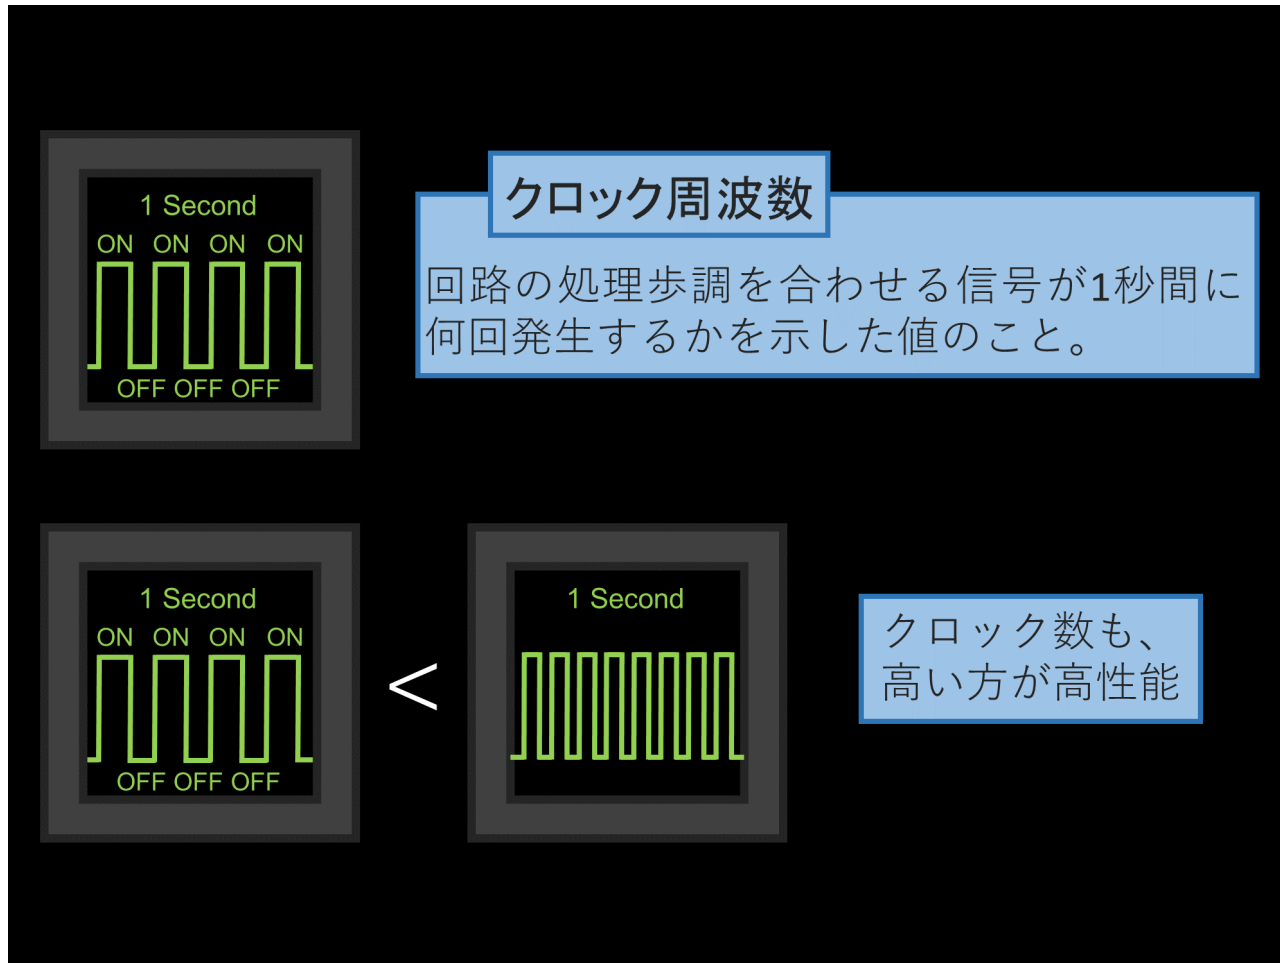 1 Second
ON ON ON ON
OFF OFF OFF
クロック周波数
回路の処理歩調を合わせる信号が1秒間に
何回発生するかを示した値のこと。
1 Second
ON ON ON ON
OFF OFF OFF
<
1 Second
クロック数も、
高い方が高性能